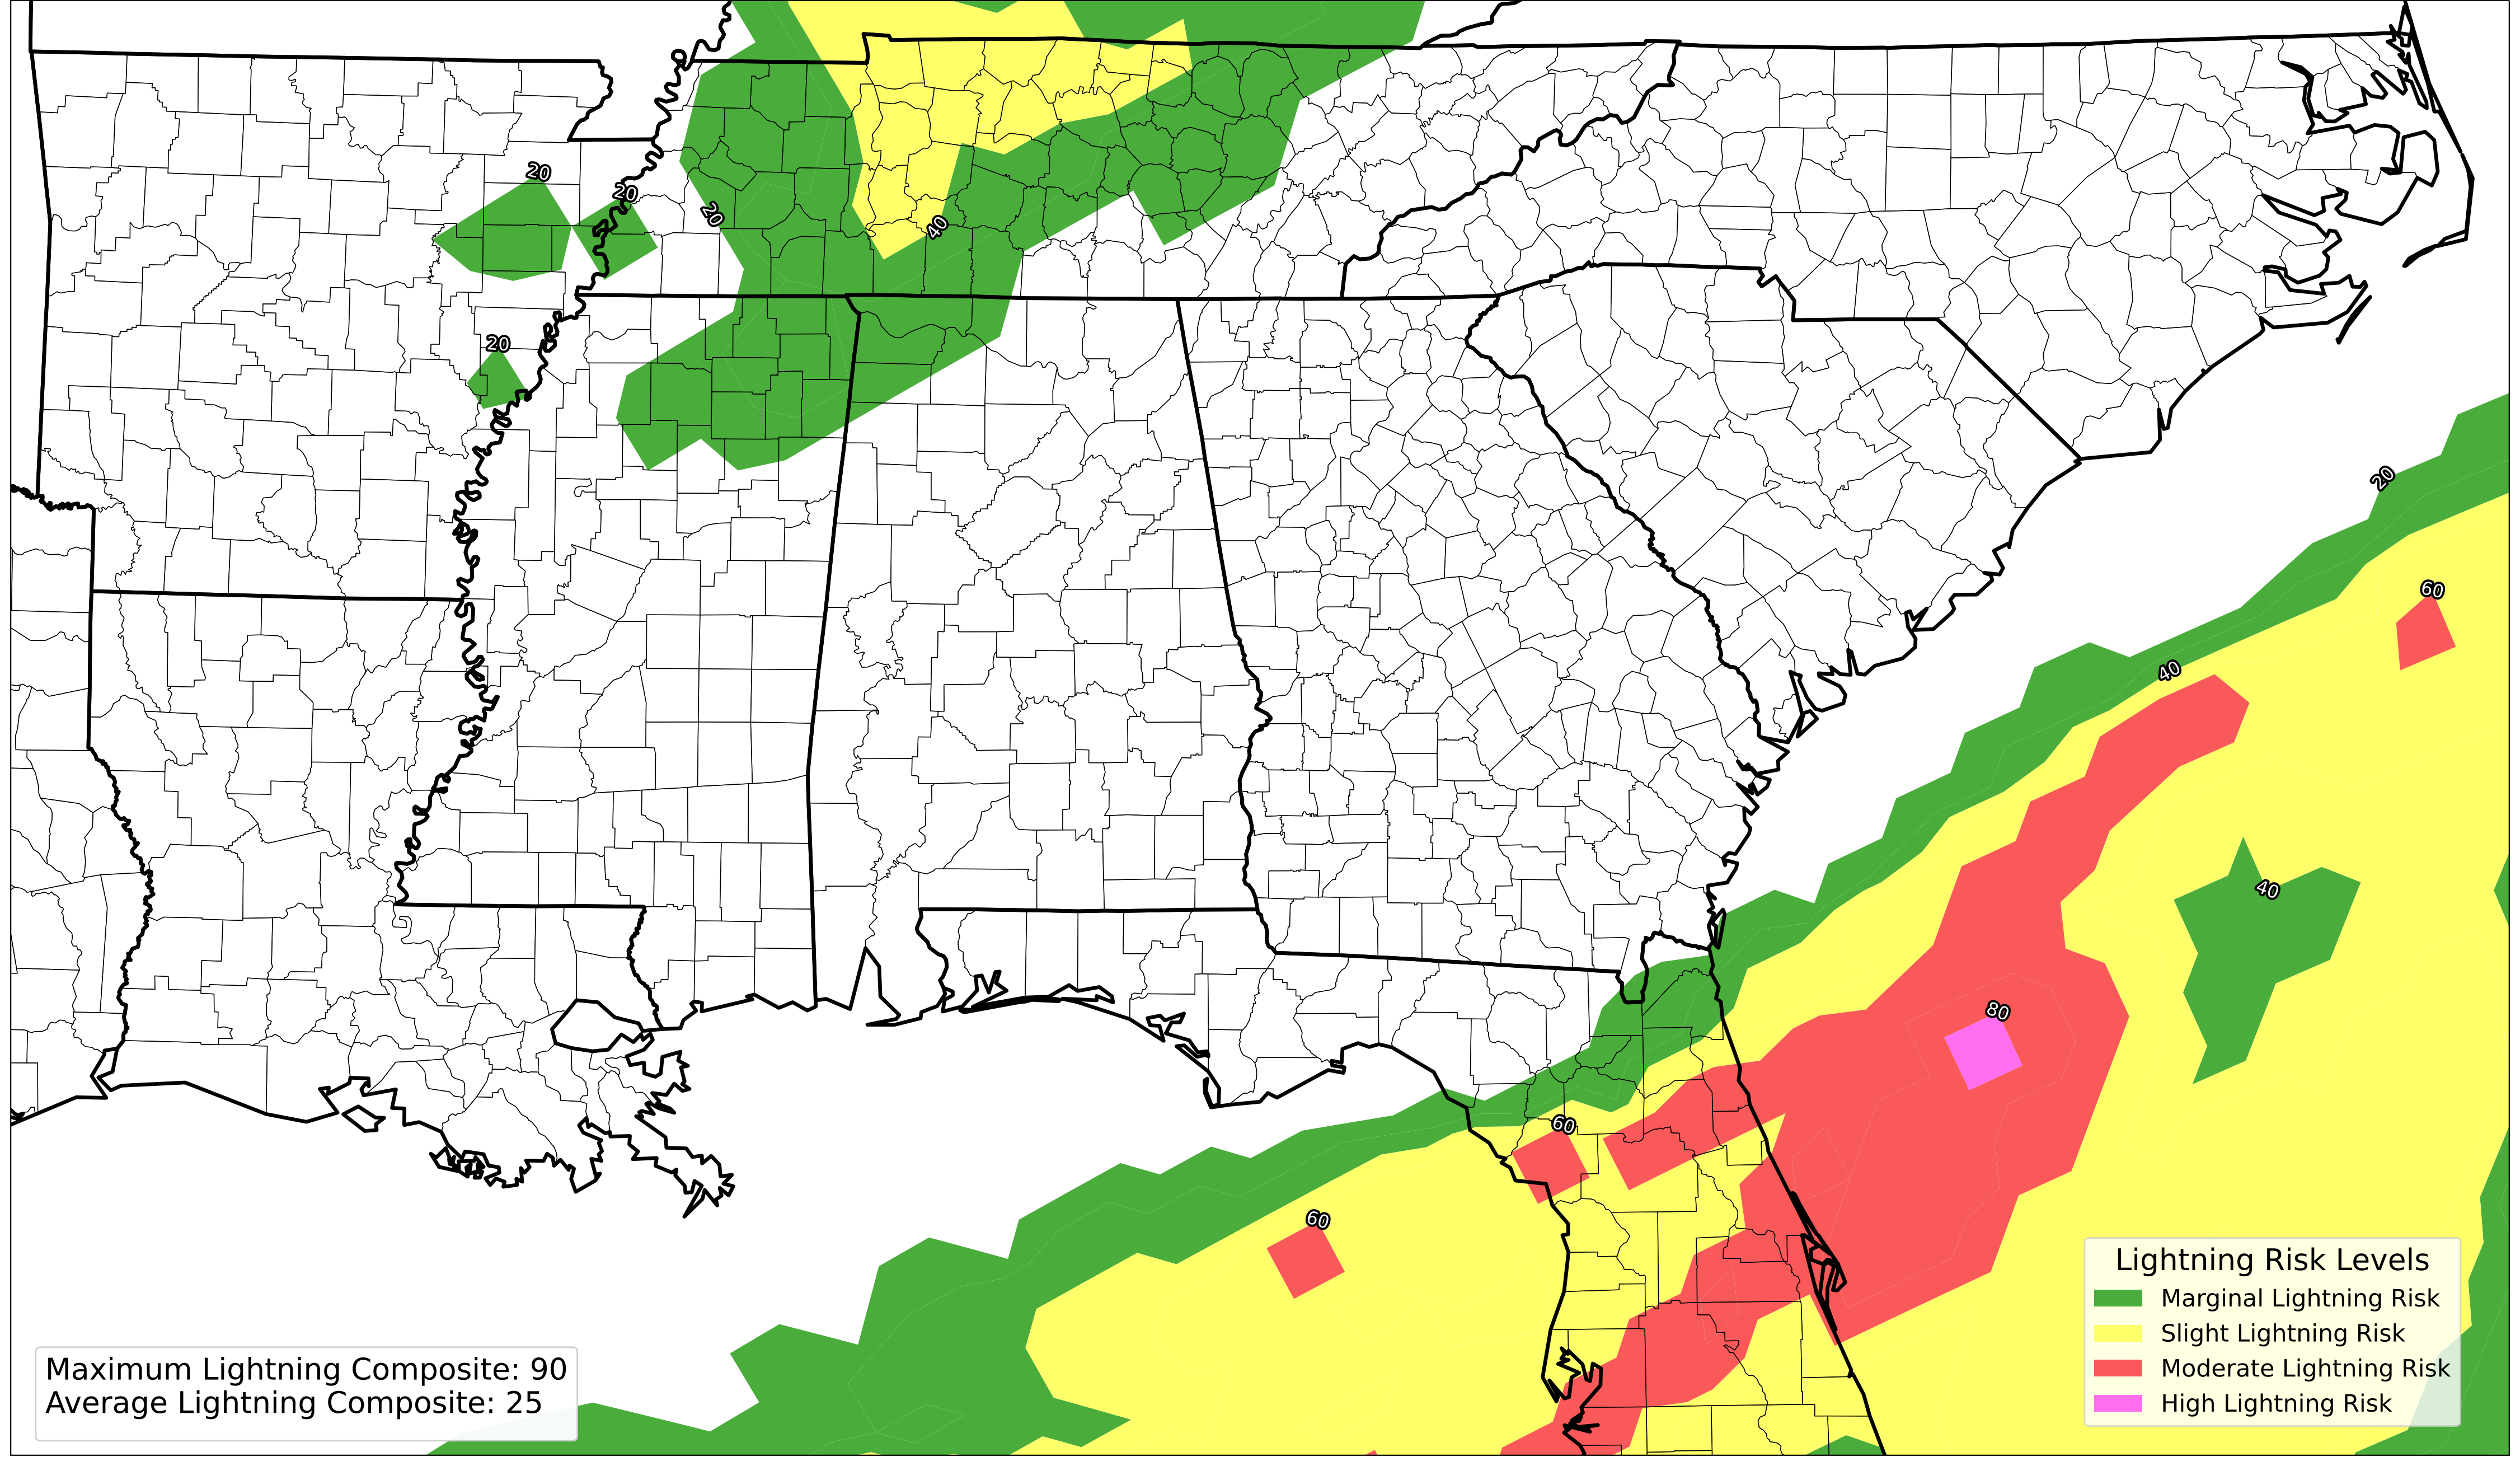 20
20
20
40
20
20
60
40
40
60
80
60
Lightning Risk Levels
Marginal Lightning Risk
Slight Lightning Risk
Moderate Lightning Risk
High Lightning Risk
Maximum Lightning Composite: 90
Average Lightning Composite: 25